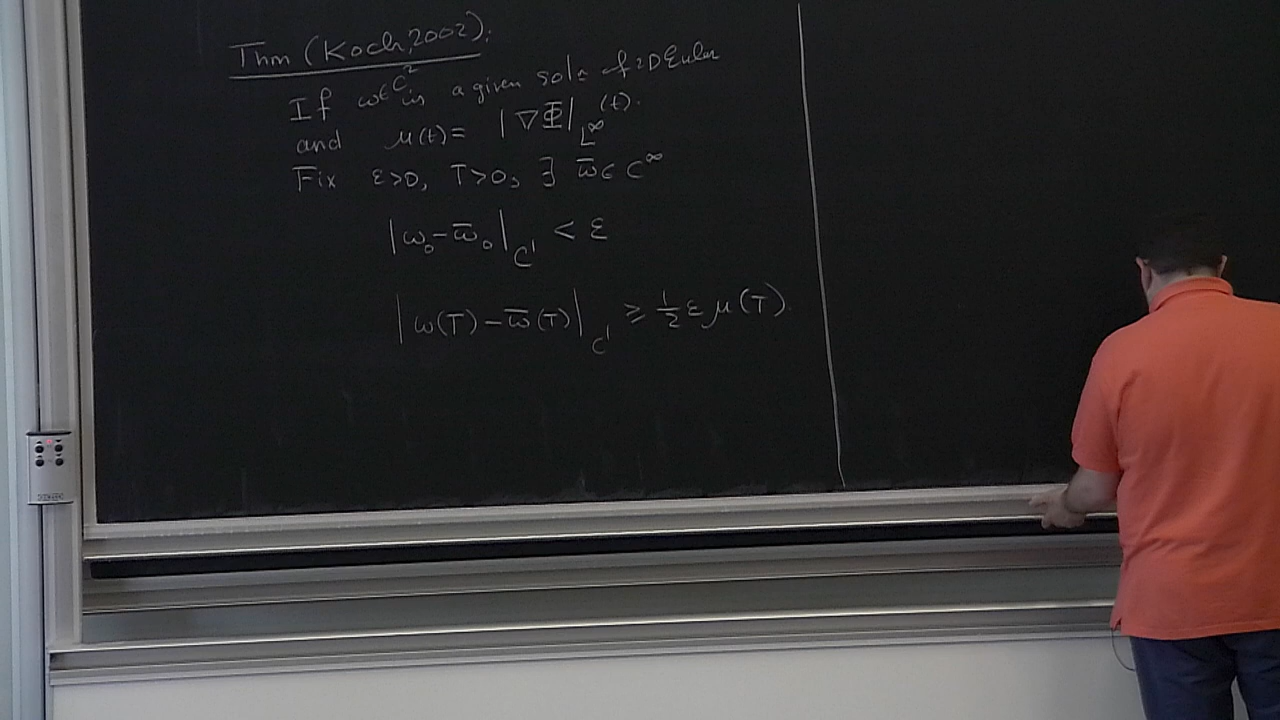 Thm (Koch, 2002):
If ω∈C² is a given soln of 2D Euler
and μ(t) = |∇Φ|_{L^∞}(t).
Fix ε>0, T>0, ∃ ω̄ ∈ C^∞
|ω₀ - ω̄₀|_{C¹} < ε
|ω(T) - ω̄(T)|_{C¹} ≥ ½ ε μ(T).